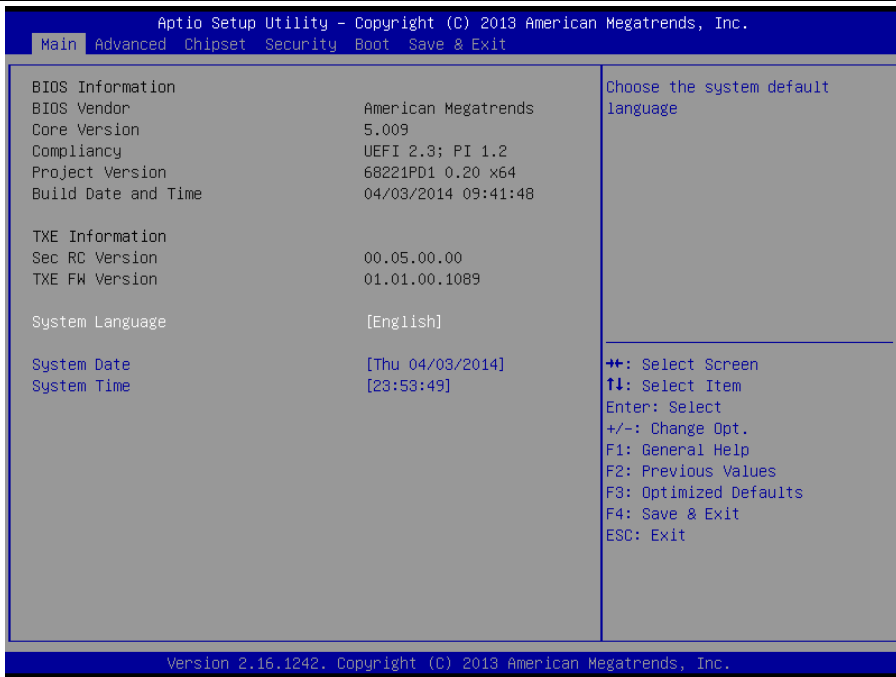 Aptio Setup Utility – Copyright (C) 2013 American Megatrends, Inc.
Main Advanced Chipset Security Boot Save & Exit
BIOS Information
BIOS Vendor American Megatrends
Core Version 5.009
Compliancy UEFI 2.3; PI 1.2
Project Version 68221PD1 0.20 x64
Build Date and Time 04/03/2014 09:41:48
TXE Information
Sec RC Version 00.05.00.00
TXE FW Version 01.01.00.1089
System Language [English]
System Date [Thu 04/03/2014]
System Time [23:53:49]
Choose the system default
language
→←: Select Screen
↑↓: Select Item
Enter: Select
+/-: Change Opt.
F1: General Help
F2: Previous Values
F3: Optimized Defaults
F4: Save & Exit
ESC: Exit
Version 2.16.1242. Copyright (C) 2013 American Megatrends, Inc.